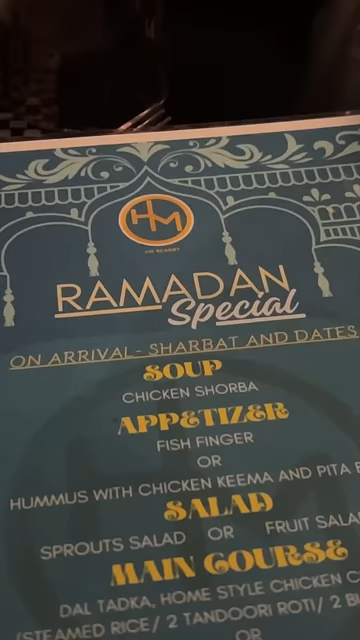 HM
HM RESORT
RAMADAN
Special
ON ARRIVAL- SHARBAT AND DATES
SOUP
CHICKEN SHORBA
APPETIZER
FISH FINGER
OR
HUMMUS WITH CHICKEN KEEMA AND PITA
SALAD
SPROUTS SALAD OR FRUIT
MAIN COURSE
DAL TADKA, HOME STYLE CHICKEN
(STEAMED RICE/ 2 TANDOORI ROTI/ 2
OR